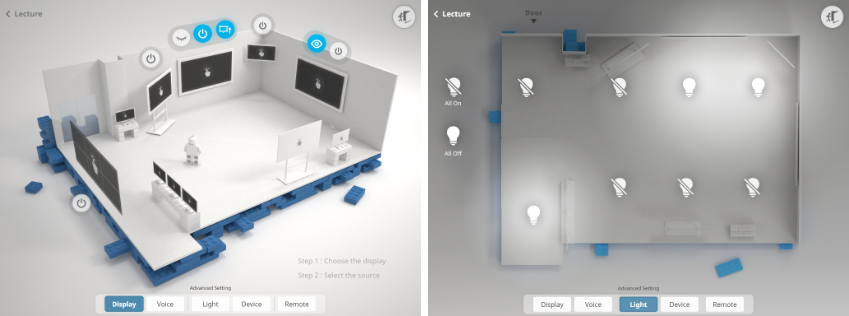 Lecture
Step 1 : Choose the display
Step 2 : Select the source
Advanced Setting
Display
Voice
Light
Device
Remote
Lecture
Door
All On
All Off
Advanced Setting
Display
Voice
Light
Device
Remote